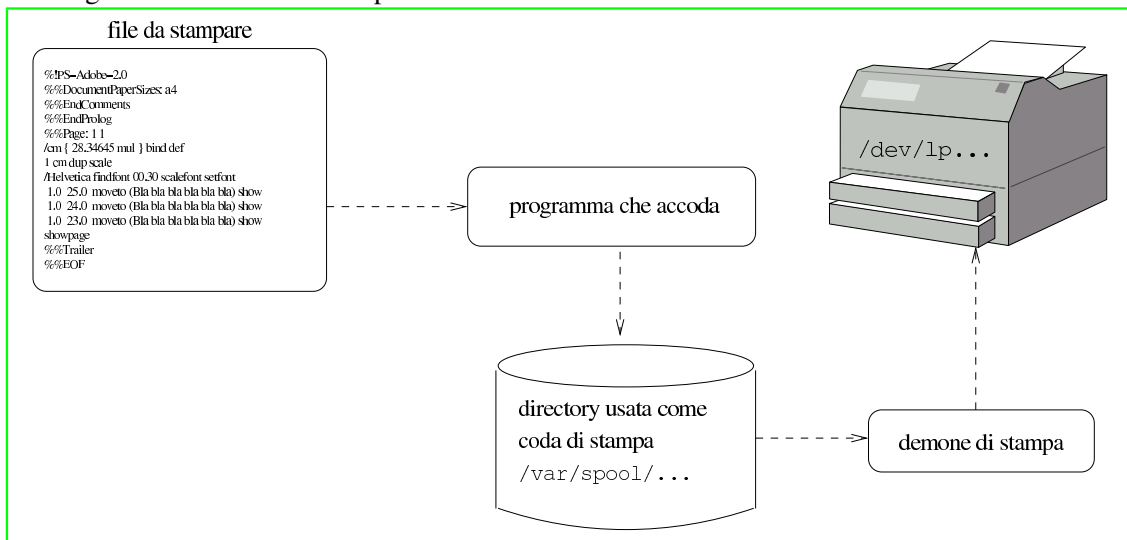 file da stampare
%!PS-Adobe-2.0
%%DocumentPaperSizes: a4
%%EndComments
%%EndProlog
%%Page: 1 1
/cm { 28.34645 mul } bind def
1 cm dup scale
/Helvetica findfont 00.30 scalefont setfont
1.0 25.0 moveto (Bla bla bla bla bla bla) show
1.0 24.0 moveto (Bla bla bla bla bla bla) show
1.0 23.0 moveto (Bla bla bla bla bla bla) show
showpage
%%Trailer
%%EOF
programma che accoda
/dev/lp...
directory usata come
coda di stampa
/var/spool/...
demone di stampa